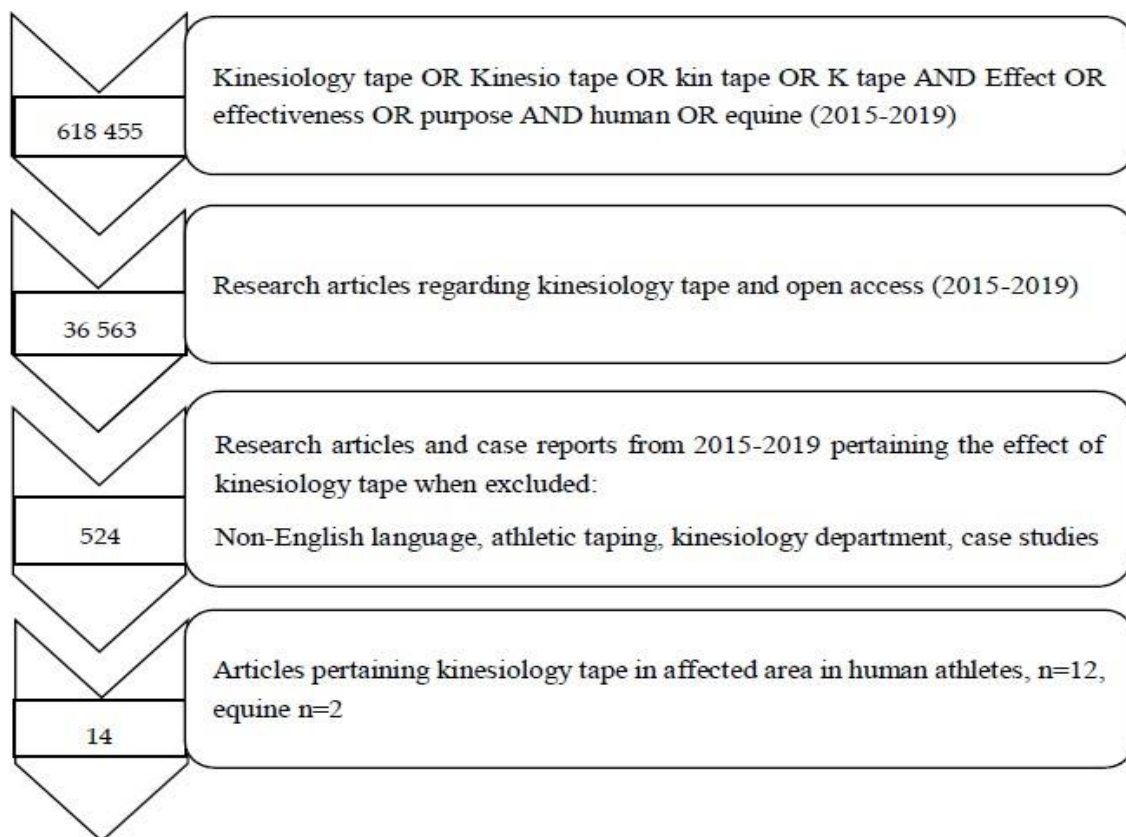 618 455
Kinesiology tape OR Kinesio tape OR kin tape OR K tape AND Effect OR
effectiveness OR purpose AND human OR equine (2015-2019)
36 563
Research articles regarding kinesiology tape and open access (2015-2019)
524
Research articles and case reports from 2015-2019 pertaining the effect of
kinesiology tape when excluded:
Non-English language, athletic taping, kinesiology department, case studies
14
Articles pertaining kinesiology tape in affected area in human athletes, n=12,
equine n=2